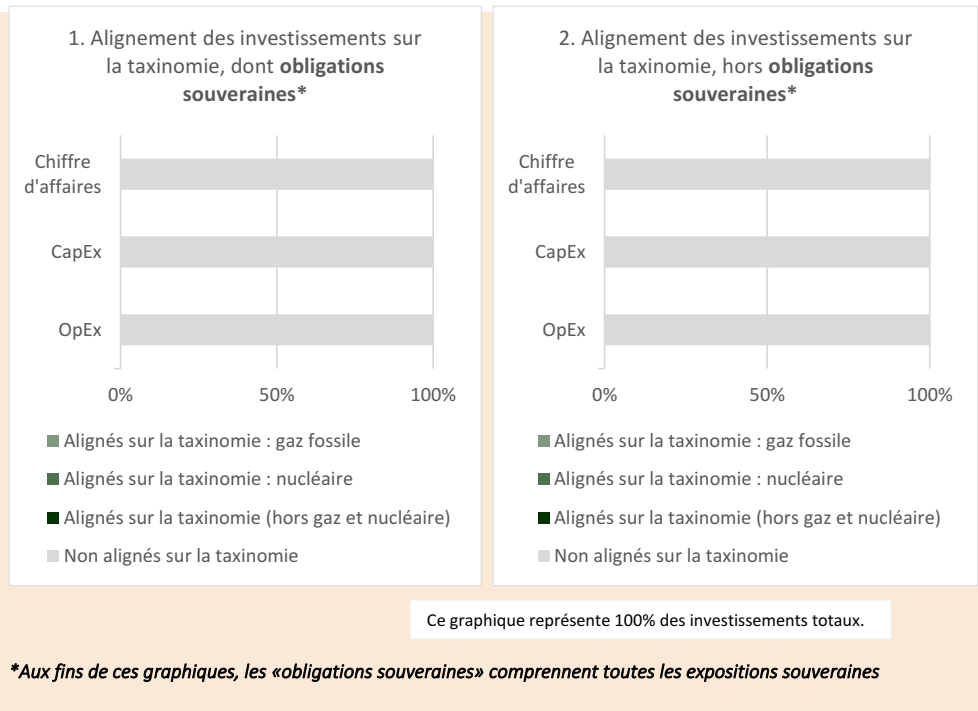 1. Alignement des investissements sur
la taxinomie, dont obligations
souveraines*
Chiffre
d'affaires
CapEx
OpEx
0% 50% 100%
Alignés sur la taxinomie : gaz fossile
Alignés sur la taxinomie : nucléaire
Alignés sur la taxinomie (hors gaz et nucléaire)
Non alignés sur la taxinomie
2. Alignement des investissements sur
la taxinomie, hors obligations
souveraines*
Chiffre
d'affaires
CapEx
OpEx
0% 50% 100%
Alignés sur la taxinomie : gaz fossile
Alignés sur la taxinomie : nucléaire
Alignés sur la taxinomie (hors gaz et nucléaire)
Non alignés sur la taxinomie
Ce graphique représente 100% des investissements totaux.
*Aux fins de ces graphiques, les «obligations souveraines» comprennent toutes les expositions souveraines